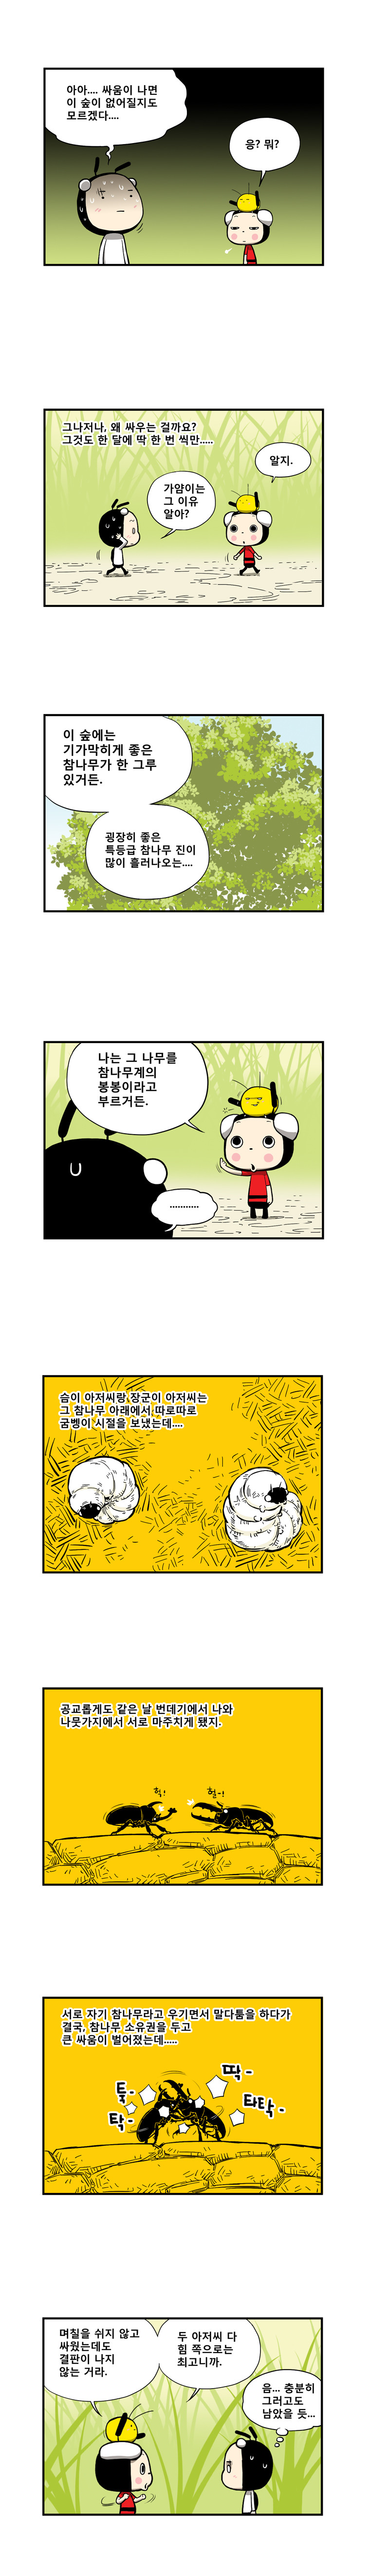 아아.... 싸움이 나면
이 숲이 없어질지도
모르겠다....
응? 뭐?
그나저나, 왜 싸우는 걸까요?
그것도 한 달에 딱 한 번 씩만.....
알지.
가얌이는
그 이유
알아?
이 숲에는
기가막히게 좋은
참나무가 한 그루
있거든.
굉장히 좋은
특등급 참나무 진이
많이 흘러나오는....
나는 그 나무를
참나무계의
봉봉이라고
부르거든.
...........
슴이 아저씨랑 장군이 아저씨는
그 참나무 아래에서 따로따로
굼벵이 시절을 보냈는데....
공교롭게도 같은 날 번데기에서 나와
나뭇가지에서 서로 마주치게 됐지.
헉!
헌-!
서로 자기 참나무라고 우기면서 말다툼을 하다가
결국, 참나무 소유권을 두고
큰 싸움이 벌어졌는데.....
딱-
툭-
타탁-
탁-
며칠을 쉬지 않고
싸웠는데도
결판이 나지
않는 거라.
두 아저씨 다
힘 쪽으로는
최고니까.
음... 충분히
그러고도
남았을 듯...